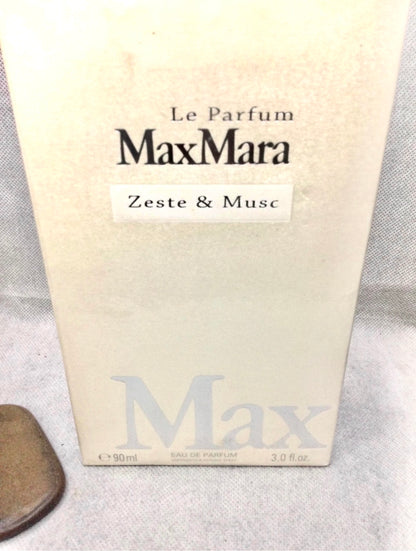 Le Parfum
MaxMara
Zeste & Musc
Max
℮ 90ml EAU DE PARFUM 3.0 fl.oz.